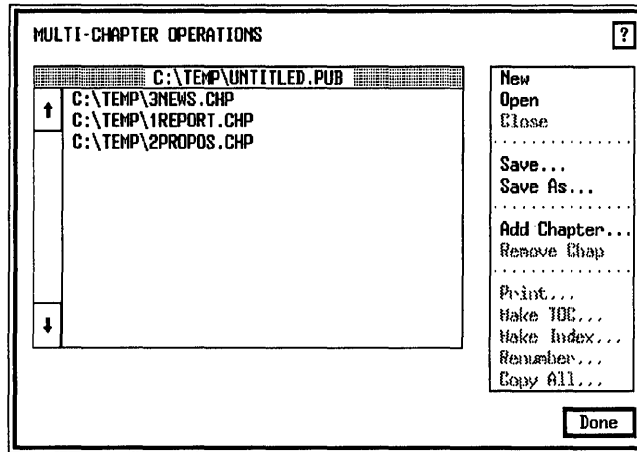 MULTI-CHAPTER OPERATIONS
?
C:\TEMP\UNTITLED.PUB
C:\TEMP\3NEWS.CHP
C:\TEMP\1REPORT.CHP
C:\TEMP\2PROPOS.CHP
New
Open
Close
Save...
Save As...
Add Chapter...
Remove Chap
Print...
Make TOC...
Make Index...
Renumber...
Copy All...
Done